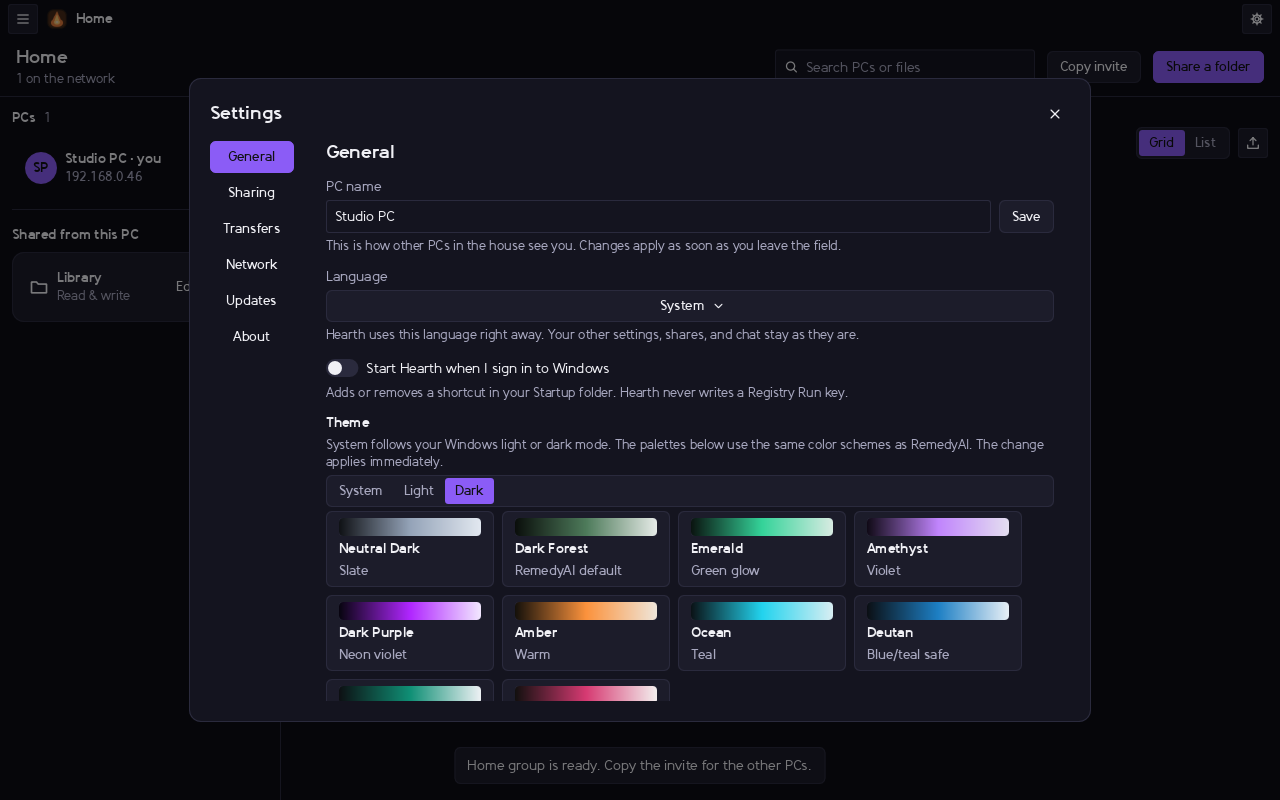 Home
Home
1 on the network
Search PCs or files
Copy invite
Share a folder
PCs 1
SP
Studio PC · you
192.168.0.46
Shared from this PC
Library
Read & write
Grid
List
Settings
General
Sharing
Transfers
Network
Updates
About
General
PC name
Studio PC
Save
This is how other PCs in the house see you. Changes apply as soon as you leave the field.
Language
System
Hearth uses this language right away. Your other settings, shares, and chat stay as they are.
Start Hearth when I sign in to Windows
Adds or removes a shortcut in your Startup folder. Hearth never writes a Registry Run key.
Theme
System follows your Windows light or dark mode. The palettes below use the same color schemes as RemedyAI. The change
applies immediately.
System Light Dark
Neutral Dark
Slate
Dark Forest
RemedyAI default
Emerald
Green glow
Amethyst
Violet
Dark Purple
Neon violet
Amber
Warm
Ocean
Teal
Deutan
Blue/teal safe
Home group is ready. Copy the invite for the other PCs.